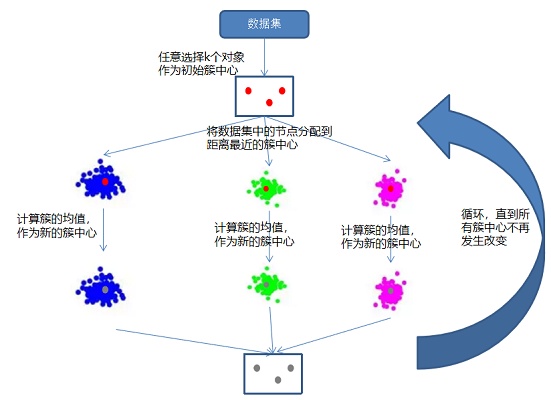 数据集
任意选择k个对象
作为初始簇中心
将数据集中的节点分配到
距离最近的簇中心
计算簇的均值,
作为新的簇中心
计算簇的均值,
作为新的簇中心
计算簇的均值,
作为新的簇中心
循环，直到所
有簇中心不再
发生改变